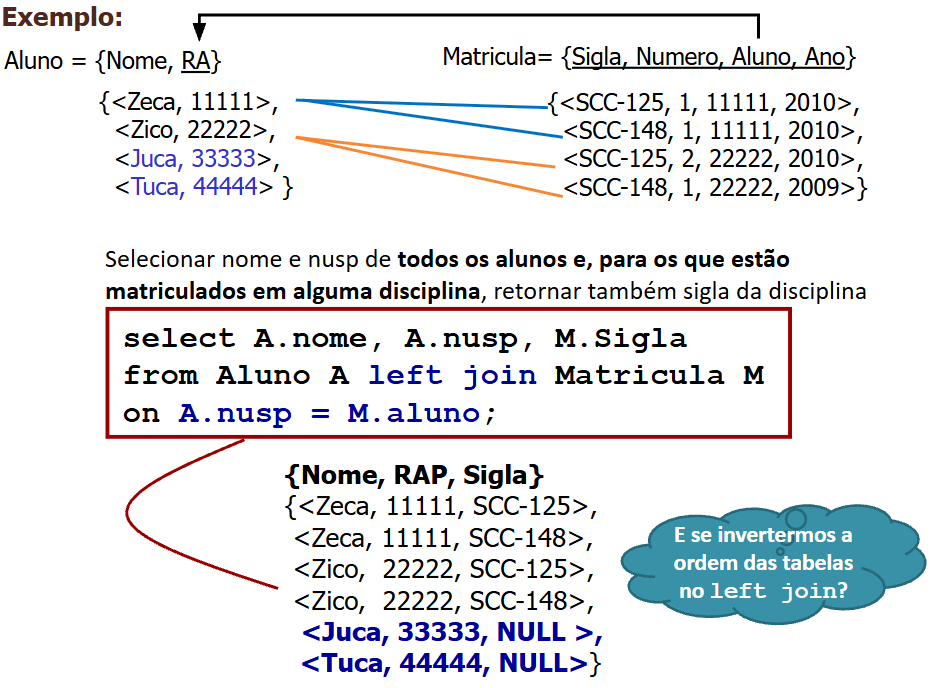 Exemplo:
Aluno = {Nome, RA}
Matricula= {Sigla, Numero, Aluno, Ano}
{<Zeca, 11111>,
<Zico, 22222>,
<Juca, 33333>,
<Tuca, 44444> }
{<SCC-125, 1, 11111, 2010>,
<SCC-148, 1, 11111, 2010>,
<SCC-125, 2, 22222, 2010>,
<SCC-148, 1, 22222, 2009>}
Selecionar nome e nusp de todos os alunos e, para os que estão
matriculados em alguma disciplina, retornar também sigla da disciplina
select A.nome, A.nusp, M.Sigla
from Aluno A left join Matricula M
on A.nusp = M.aluno;
{Nome, RAP, Sigla}
{<Zeca, 11111, SCC-125>,
<Zeca, 11111, SCC-148>,
<Zico, 22222, SCC-125>,
<Zico, 22222, SCC-148>,
<Juca, 33333, NULL >,
<Tuca, 44444, NULL>}
E se invertermos a
ordem das tabelas
no left join?